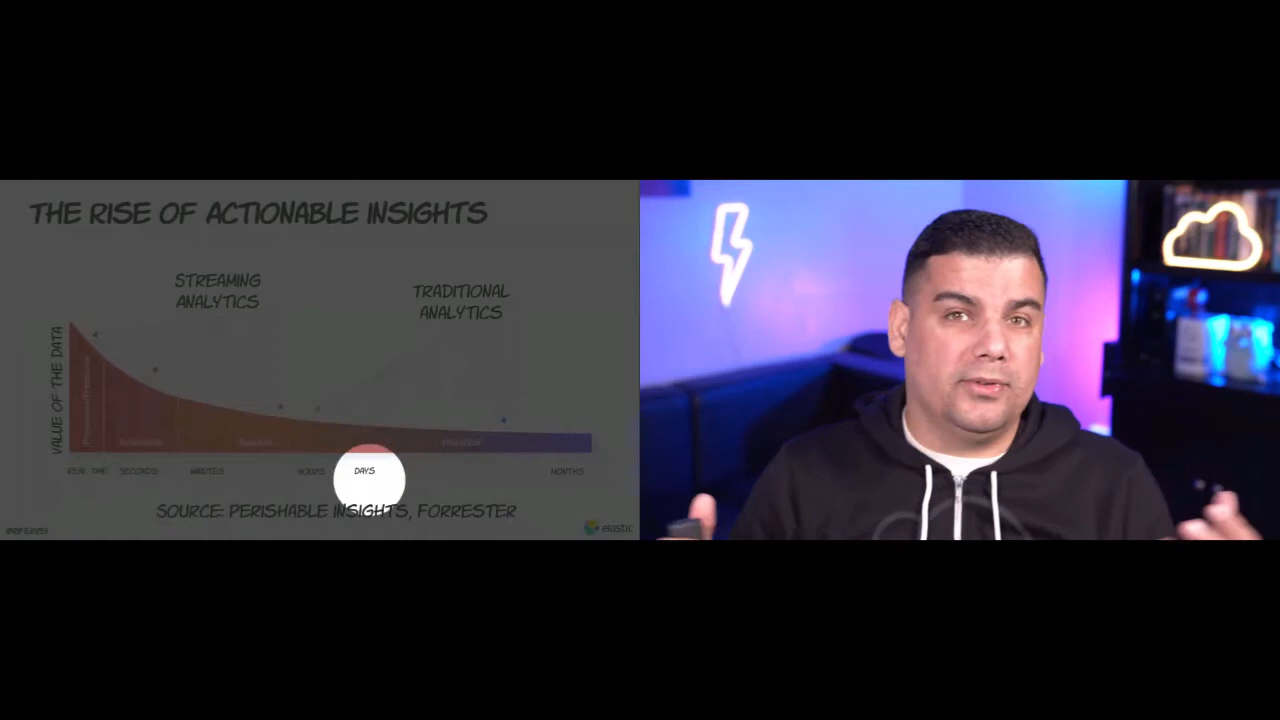 THE RISE OF ACTIONABLE INSIGHTS
STREAMING
ANALYTICS
TRADITIONAL
ANALYTICS
VALUE OF THE DATA
REAL TIME
SECONDS
MINUTES
HOURS
DAYS
MONTHS
SOURCE: PERISHABLE INSIGHTS, FORRESTER
elastic